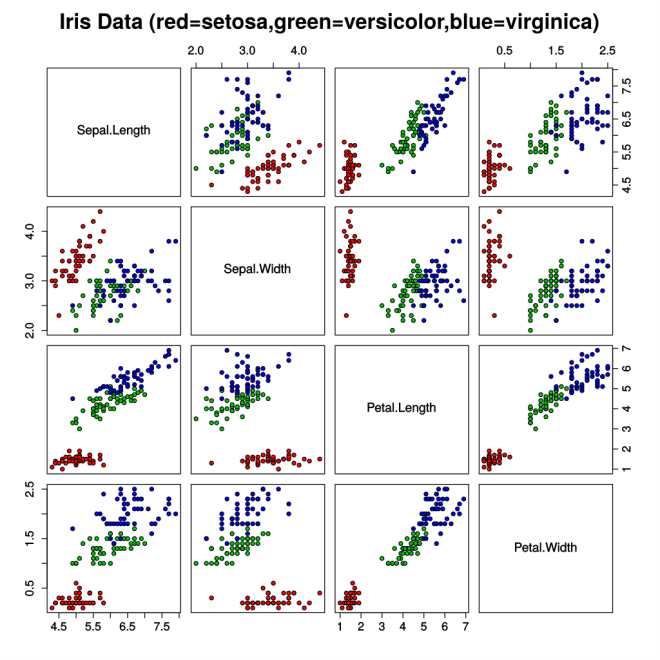 Iris Data (red=setosa,green=versicolor,blue=virginica)
2.0 3.0 4.0
0.5 1.5 2.5
Sepal.Length
4.5 5.5 6.5 7.5
2.0 3.0 4.0
Sepal.Width
Petal.Length
1 2 3 4 5 6 7
0.5 1.5 2.5
Petal.Width
4.5 5.5 6.5 7.5
1 2 3 4 5 6 7